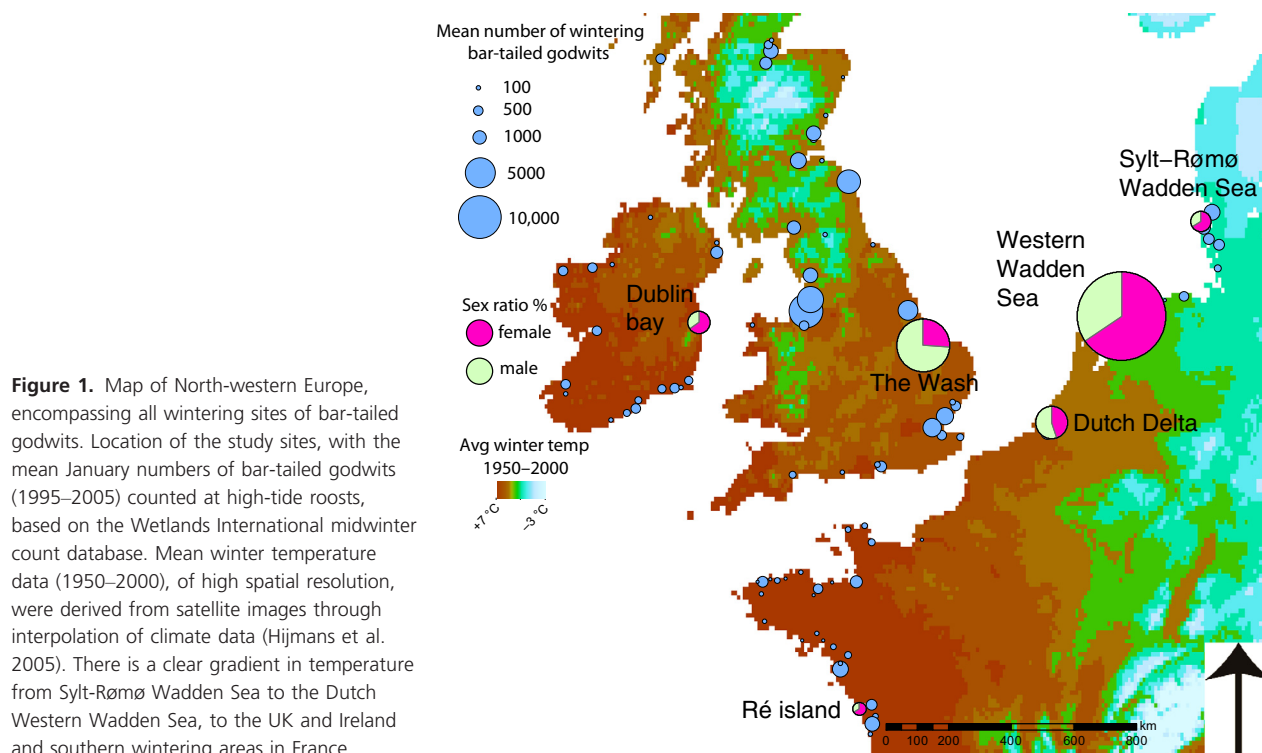 Mean number of wintering
bar-tailed godwits
100
500
1000
5000
10,000
Sex ratio %
female
male
Avg winter temp
1950–2000
+7 °C
–3 °C
Sylt–Rømø
Wadden Sea
Western
Wadden
Sea
Dublin
bay
The Wash
Dutch Delta
Ré island
km
0 100 200 400 600 800
Figure 1. Map of North-western Europe,
encompassing all wintering sites of bar-tailed
godwits. Location of the study sites, with the
mean January numbers of bar-tailed godwits
(1995–2005) counted at high-tide roosts,
based on the Wetlands International midwinter
count database. Mean winter temperature
data (1950–2000), of high spatial resolution,
were derived from satellite images through
interpolation of climate data (Hijmans et al.
2005). There is a clear gradient in temperature
from Sylt-Rømø Wadden Sea to the Dutch
Western Wadden Sea, to the UK and Ireland
and southern wintering areas in France